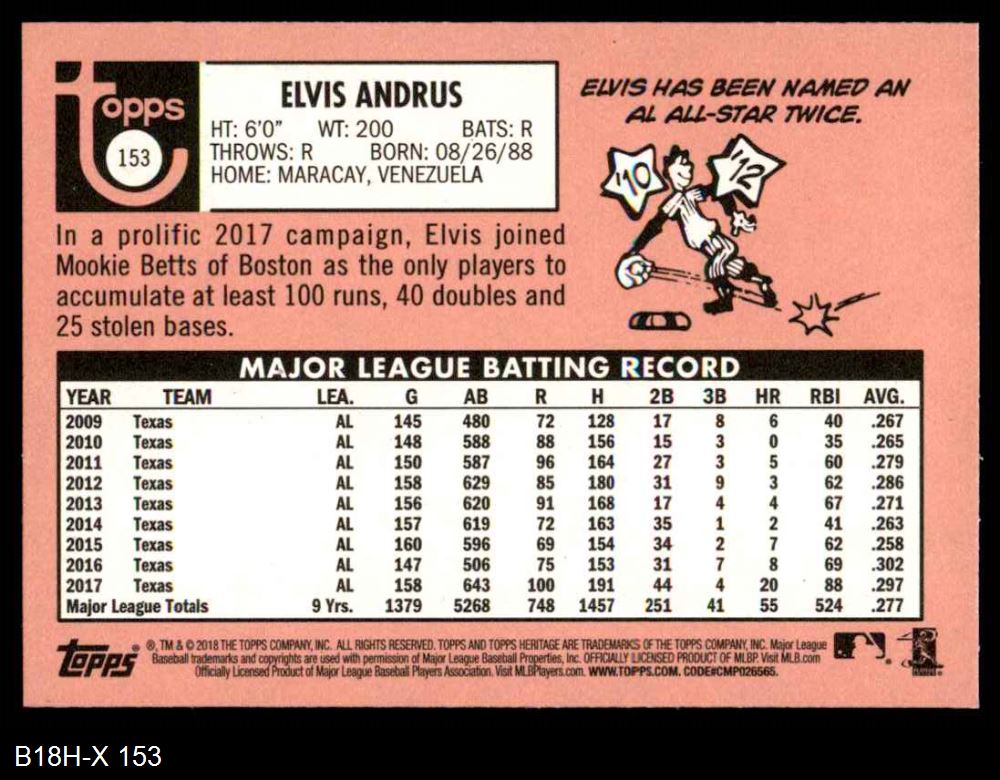 topps
153
ELVIS ANDRUS
HT: 6'0" WT: 200 BATS: R
THROWS: R BORN: 08/26/88
HOME: MARACAY, VENEZUELA
ELVIS HAS BEEN NAMED AN
AL ALL-STAR TWICE.
'10 '12
In a prolific 2017 campaign, Elvis joined
Mookie Betts of Boston as the only players to
accumulate at least 100 runs, 40 doubles and
25 stolen bases.
MAJOR LEAGUE BATTING RECORD
YEAR TEAM LEA. G AB R H 2B 3B HR RBI AVG.
2009 Texas AL 145 480 72 128 17 8 6 40 .267
2010 Texas AL 148 588 88 156 15 3 0 35 .265
2011 Texas AL 150 587 96 164 27 3 5 60 .279
2012 Texas AL 158 629 85 180 31 9 3 62 .286
2013 Texas AL 156 620 91 168 17 4 4 67 .271
2014 Texas AL 157 619 72 163 35 1 2 41 .263
2015 Texas AL 160 596 69 154 34 2 7 62 .258
2016 Texas AL 147 506 75 153 31 7 8 69 .302
2017 Texas AL 158 643 100 191 44 4 20 88 .297
Major League Totals 9 Yrs. 1379 5268 748 1457 251 41 55 524 .277
topps
®, TM & © 2018 THE TOPPS COMPANY, INC. ALL RIGHTS RESERVED. TOPPS AND TOPPS HERITAGE ARE TRADEMARKS OF THE TOPPS COMPANY, INC. Major League
Baseball trademarks and copyrights are used with permission of Major League Baseball Properties, Inc. OFFICIALLY LICENSED PRODUCT OF MLBP. Visit MLB.com
Officially Licensed Product of Major League Baseball Players Association. Visit MLBPlayers.com. WWW.TOPPS.COM. CODE#CMP026565.
B18H-X 153